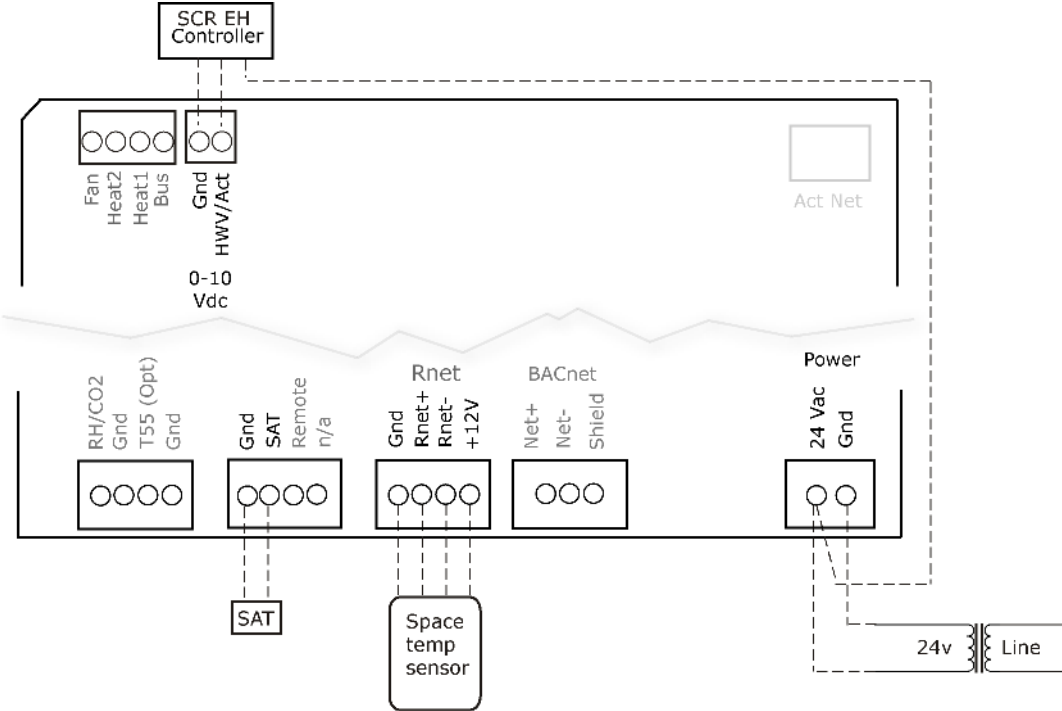 SCR EH
Controller
Fan
Heat2
Heat1
Bus
Gnd
HWV/Act
0-10
Vdc
Act Net
RH/CO2
Gnd
T55 (Opt)
Gnd
Gnd
SAT
Remote
n/a
Rnet
Gnd
Rnet+
Rnet-
+12V
BACnet
Net+
Net-
Shield
Power
24 Vac
Gnd
SAT
Space
temp
sensor
24v
Line